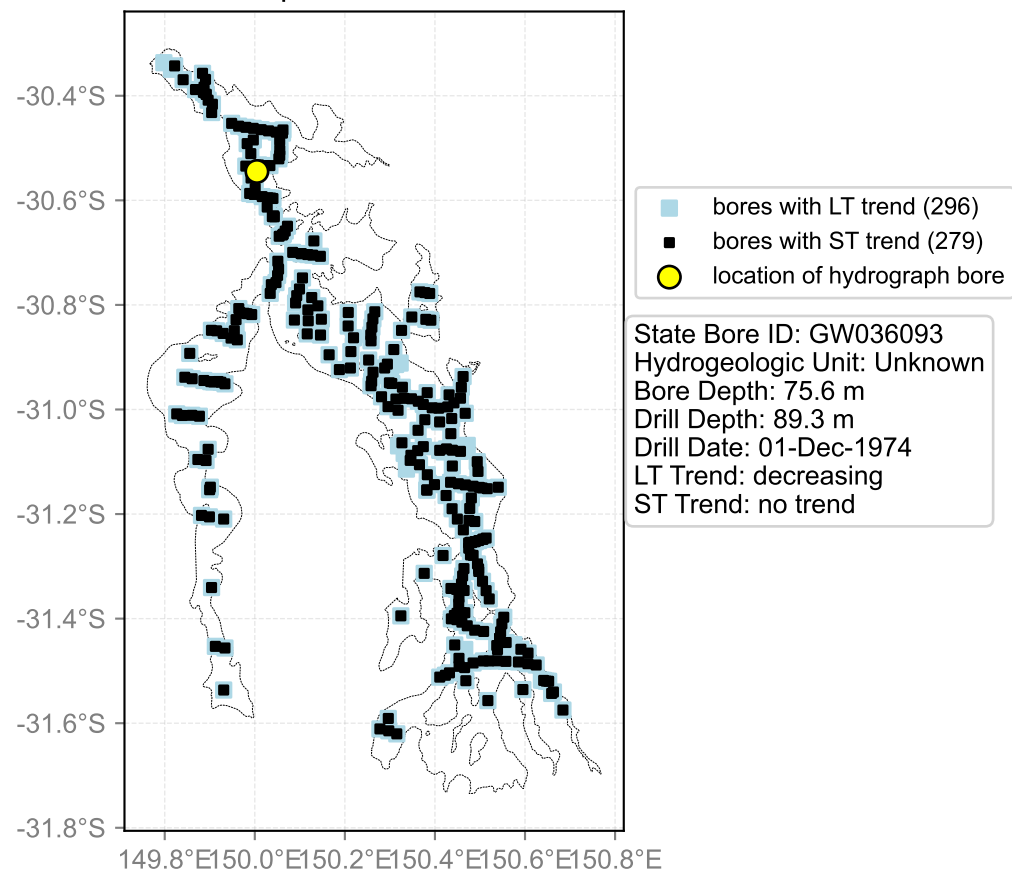 -30.4°S
-30.6°S
-30.8°S
-31.0°S
-31.2°S
-31.4°S
-31.6°S
-31.8°S
149.8°E150.0°E150.2°E150.4°E150.6°E150.8°E
bores with LT trend (296)
bores with ST trend (279)
location of hydrograph bore
State Bore ID: GW036093
Hydrogeologic Unit: Unknown
Bore Depth: 75.6 m
Drill Depth: 89.3 m
Drill Date: 01-Dec-1974
LT Trend: decreasing
ST Trend: no trend